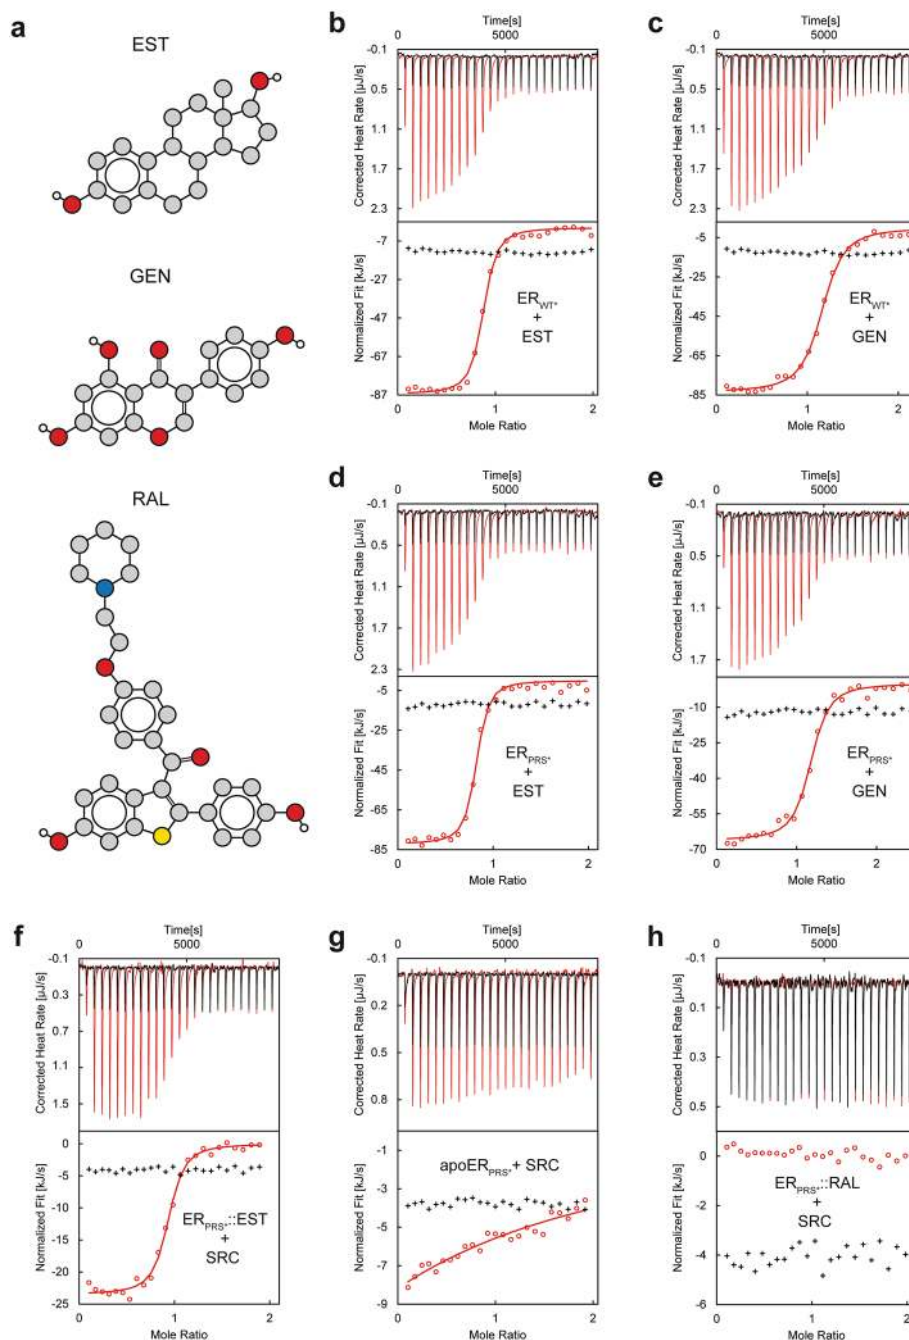 a
EST
GEN
RAL
b
Time[s]
0 5000
Corrected Heat Rate [µJ/s]
-0.1
0.5
1.1
1.7
2.3
Normalized Fit [kJ/s]
-7
-27
-47
-67
-87
ER_WT*
+
EST
0 1 2
Mole Ratio
c
Time[s]
0 5000
Corrected Heat Rate [µJ/s]
-0.1
0.5
1.1
1.7
2.3
Normalized Fit [kJ/s]
-5
-25
-45
-65
-85
ER_WT*
+
GEN
0 1 2
Mole Ratio
d
Time[s]
0 5000
Corrected Heat Rate [µJ/s]
-0.1
0.5
1.1
1.7
2.3
Normalized Fit [kJ/s]
-5
-25
-45
-65
-85
ER_PRS*
+
EST
0 1 2
Mole Ratio
e
Time[s]
0 5000
Corrected Heat Rate [µJ/s]
-0.1
0.5
1.1
1.7
Normalized Fit [kJ/s]
-10
-25
-40
-55
-70
ER_PRS*
+
GEN
0 1 2
Mole Ratio
f
Time[s]
0 5000
Corrected Heat Rate [µJ/s]
-0.1
0.3
0.7
1.1
1.5
Normalized Fit [kJ/s]
0
-5
-10
-15
-20
-25
ER_PRS*::EST
+
SRC
0 1 2
Mole Ratio
g
Time[s]
0 5000
Corrected Heat Rate [µJ/s]
-0.1
0.2
0.5
0.8
Normalized Fit [kJ/s]
-1
-3
-5
-7
-9
apoER_PRS* + SRC
0 1 2
Mole Ratio
h
Time[s]
0 5000
Corrected Heat Rate [µJ/s]
-0.1
0.1
0.3
0.5
Normalized Fit [kJ/s]
0
-2
-4
-6
ER_PRS*::RAL
+
SRC
0 1 2
Mole Ratio